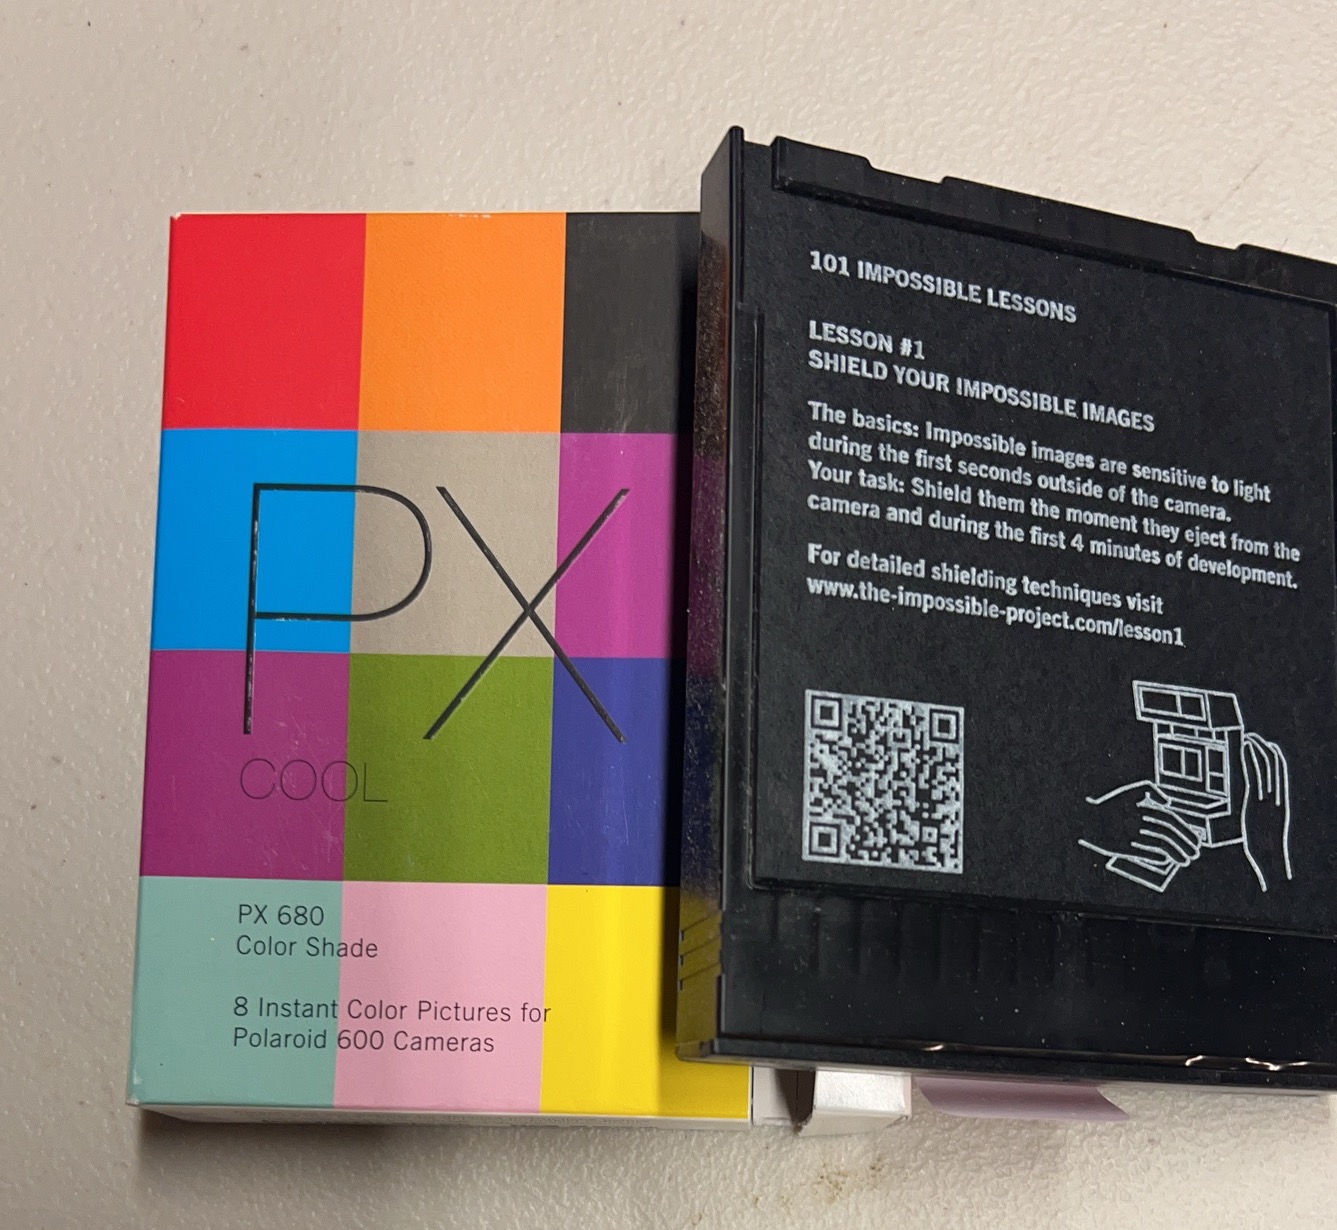 PX
COOL
PX 680
Color Shade
8 Instant Color Pictures for
Polaroid 600 Cameras
101 IMPOSSIBLE LESSONS
LESSON #1
SHIELD YOUR IMPOSSIBLE IMAGES
The basics: Impossible images are sensitive to light
during the first seconds outside of the camera.
Your task: Shield them the moment they eject from the
camera and during the first 4 minutes of development.
For detailed shielding techniques visit
www.the-impossible-project.com/lesson1